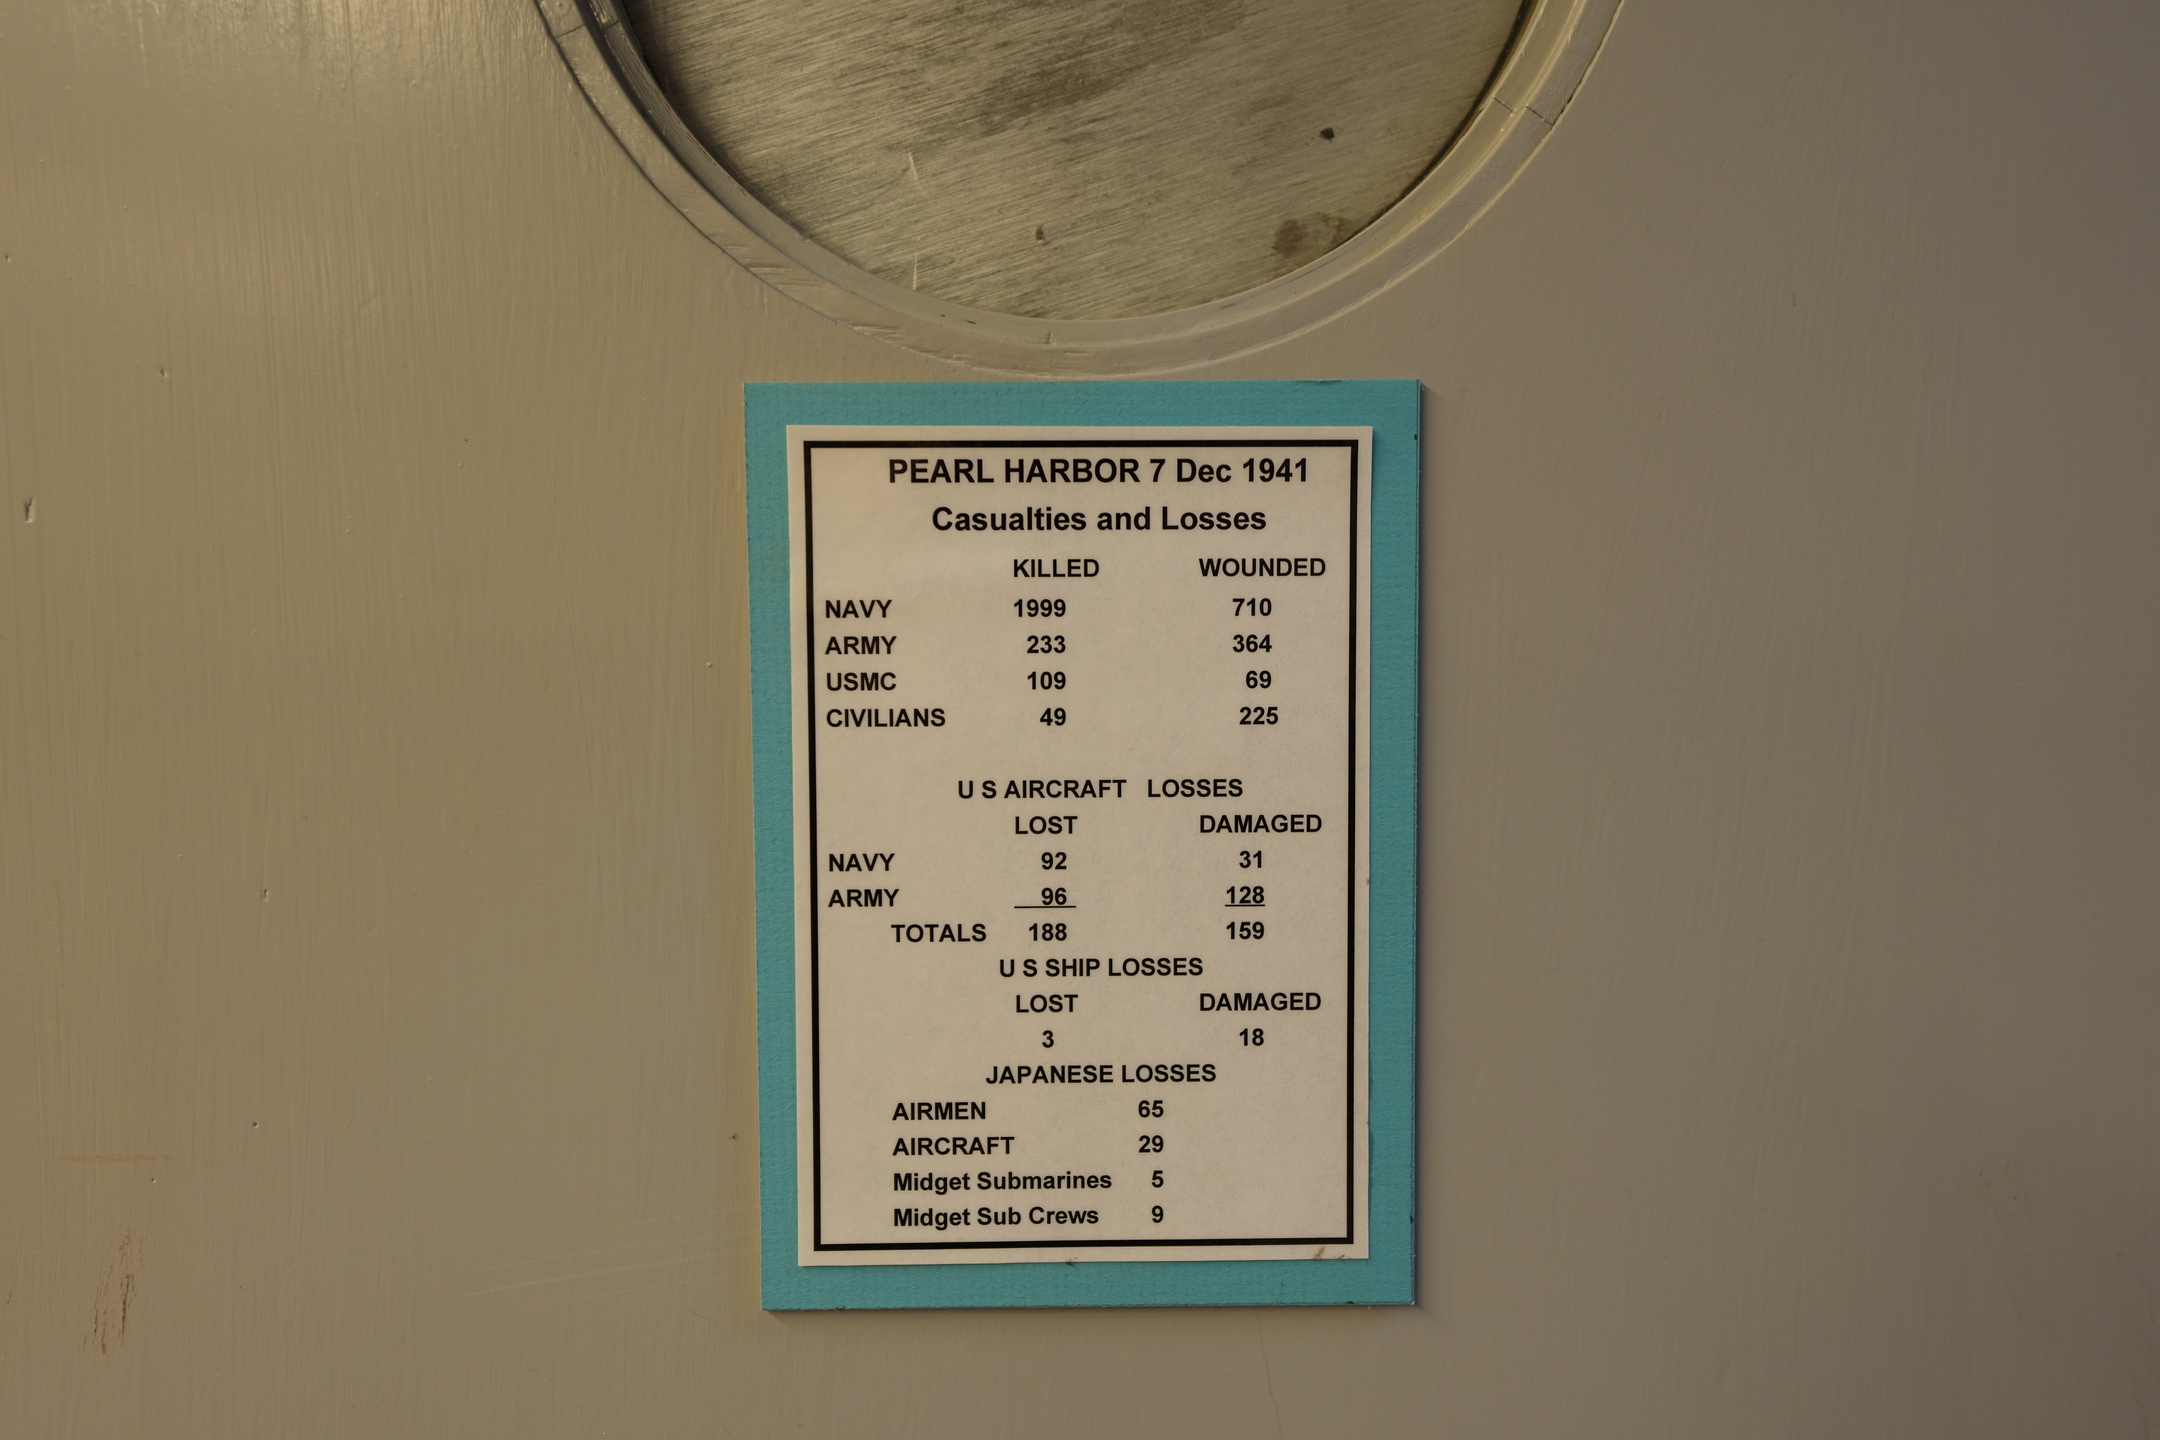 PEARL HARBOR 7 Dec 1941
Casualties and Losses
KILLED WOUNDED
NAVY 1999 710
ARMY 233 364
USMC 109 69
CIVILIANS 49 225
U S AIRCRAFT LOSSES
LOST DAMAGED
NAVY 92 31
ARMY 96 128
TOTALS 188 159
U S SHIP LOSSES
LOST DAMAGED
3 18
JAPANESE LOSSES
AIRMEN 65
AIRCRAFT 29
Midget Submarines 5
Midget Sub Crews 9